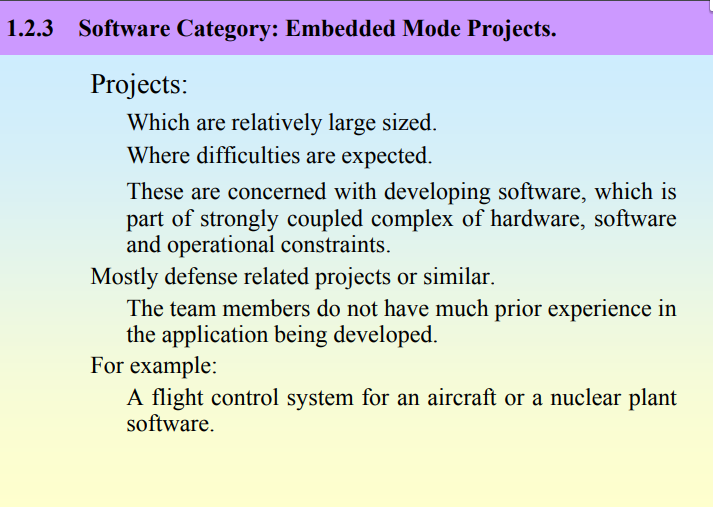 1.2.3 Software Category: Embedded Mode Projects.
Projects:
Which are relatively large sized.
Where difficulties are expected.
These are concerned with developing software, which is
part of strongly coupled complex of hardware, software
and operational constraints.
Mostly defense related projects or similar.
The team members do not have much prior experience in
the application being developed.
For example:
A flight control system for an aircraft or a nuclear plant
software.